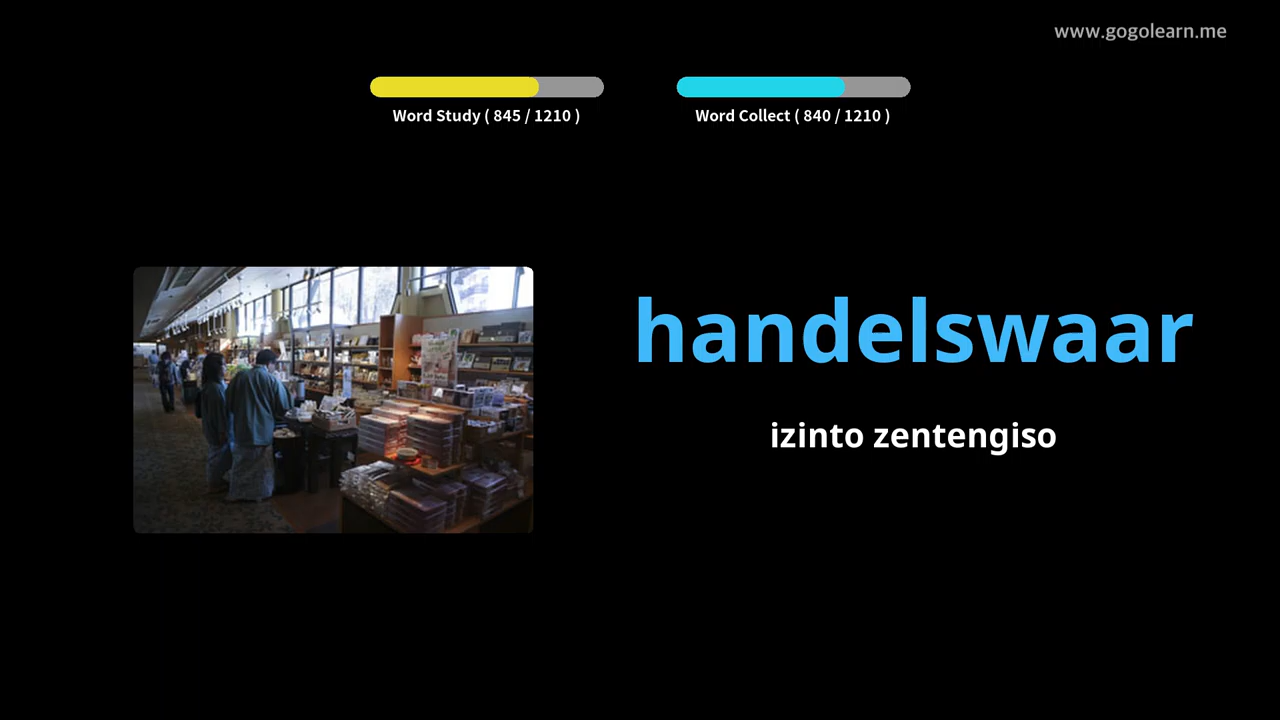 www.gogolearn.me
Word Study ( 845 / 1210 )
Word Collect ( 840 / 1210 )
handelswaar
izinto zentengiso